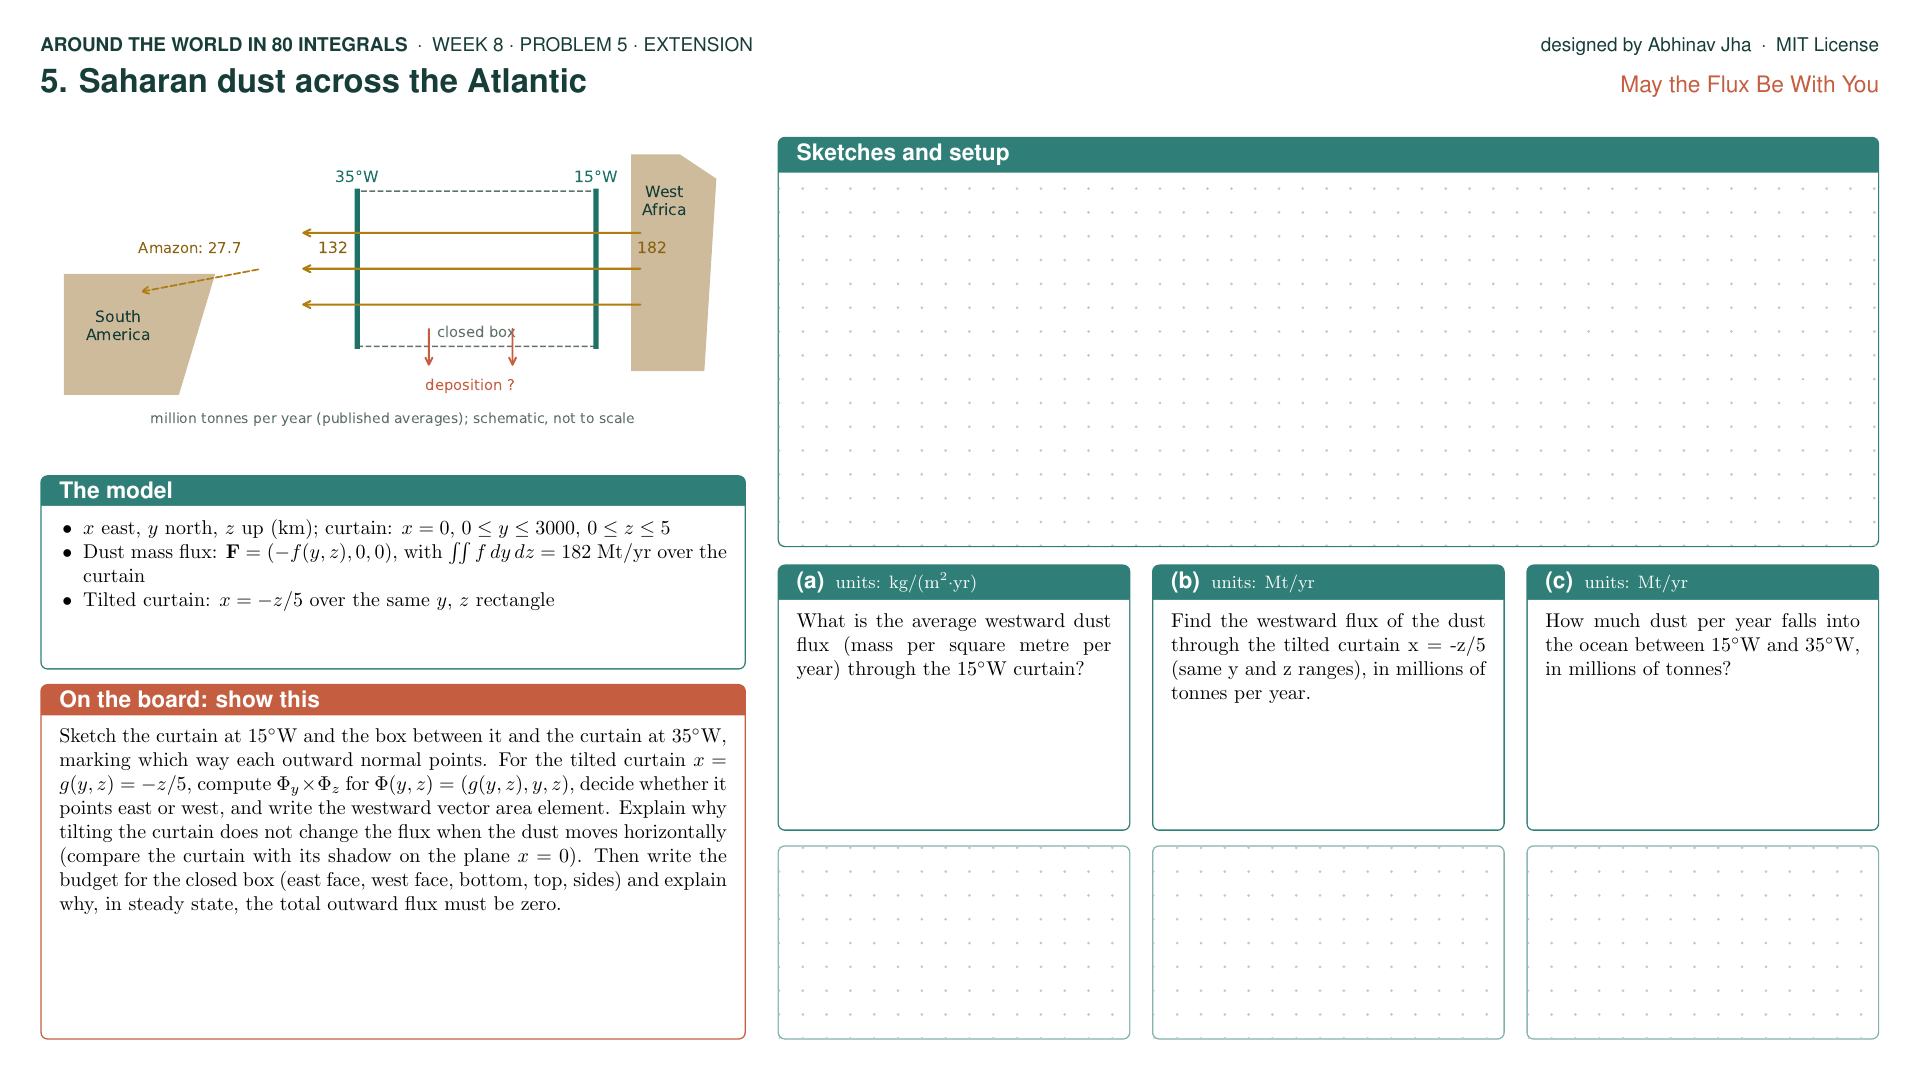 AROUND THE WORLD IN 80 INTEGRALS · WEEK 8 · PROBLEM 5 · EXTENSION
designed by Abhinav Jha · MIT License
5. Saharan dust across the Atlantic
May the Flux Be With You
35°W
15°W
West
Africa
Amazon: 27.7
132
182
South
America
closed box
deposition ?
million tonnes per year (published averages); schematic, not to scale
The model
• x east, y north, z up (km); curtain: x = 0, 0 ≤ y ≤ 3000, 0 ≤ z ≤ 5
• Dust mass flux: F = (−f(y, z), 0, 0), with ∬ f dy dz = 182 Mt/yr over the
curtain
• Tilted curtain: x = −z/5 over the same y, z rectangle
On the board: show this
Sketch the curtain at 15°W and the box between it and the curtain at 35°W,
marking which way each outward normal points. For the tilted curtain x =
g(y, z) = −z/5, compute Φ_y × Φ_z for Φ(y, z) = (g(y, z), y, z), decide whether it
points east or west, and write the westward vector area element. Explain why
tilting the curtain does not change the flux when the dust moves horizontally
(compare the curtain with its shadow on the plane x = 0). Then write the
budget for the closed box (east face, west face, bottom, top, sides) and explain
why, in steady state, the total outward flux must be zero.
Sketches and setup
(a) units: kg/(m²·yr)
What is the average westward dust
flux (mass per square metre per
year) through the 15°W curtain?
(b) units: Mt/yr
Find the westward flux of the dust
through the tilted curtain x = -z/5
(same y and z ranges), in millions of
tonnes per year.
(c) units: Mt/yr
How much dust per year falls into
the ocean between 15°W and 35°W,
in millions of tonnes?